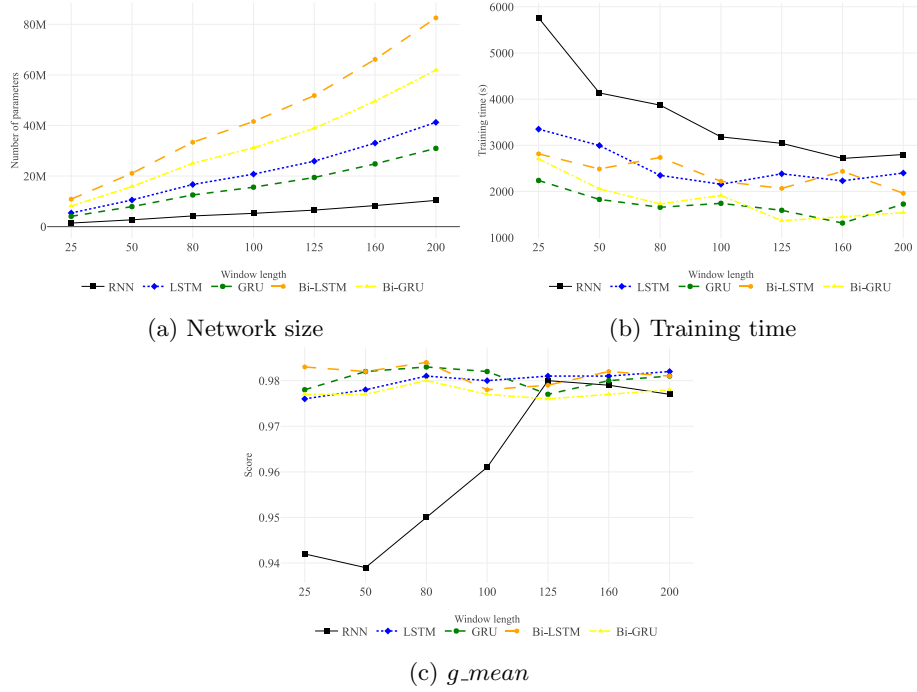 80M
60M
40M
20M
0
Number of parameters
25 50 80 100 125 160 200
Window length
RNN LSTM GRU Bi-LSTM Bi-GRU
(a) Network size
6000
5000
4000
3000
2000
1000
Training time (s)
25 50 80 100 125 160 200
Window length
RNN LSTM GRU Bi-LSTM Bi-GRU
(b) Training time
0.98
0.97
0.96
0.95
0.94
Score
25 50 80 100 125 160 200
Window length
RNN LSTM GRU Bi-LSTM Bi-GRU
(c) g_mean